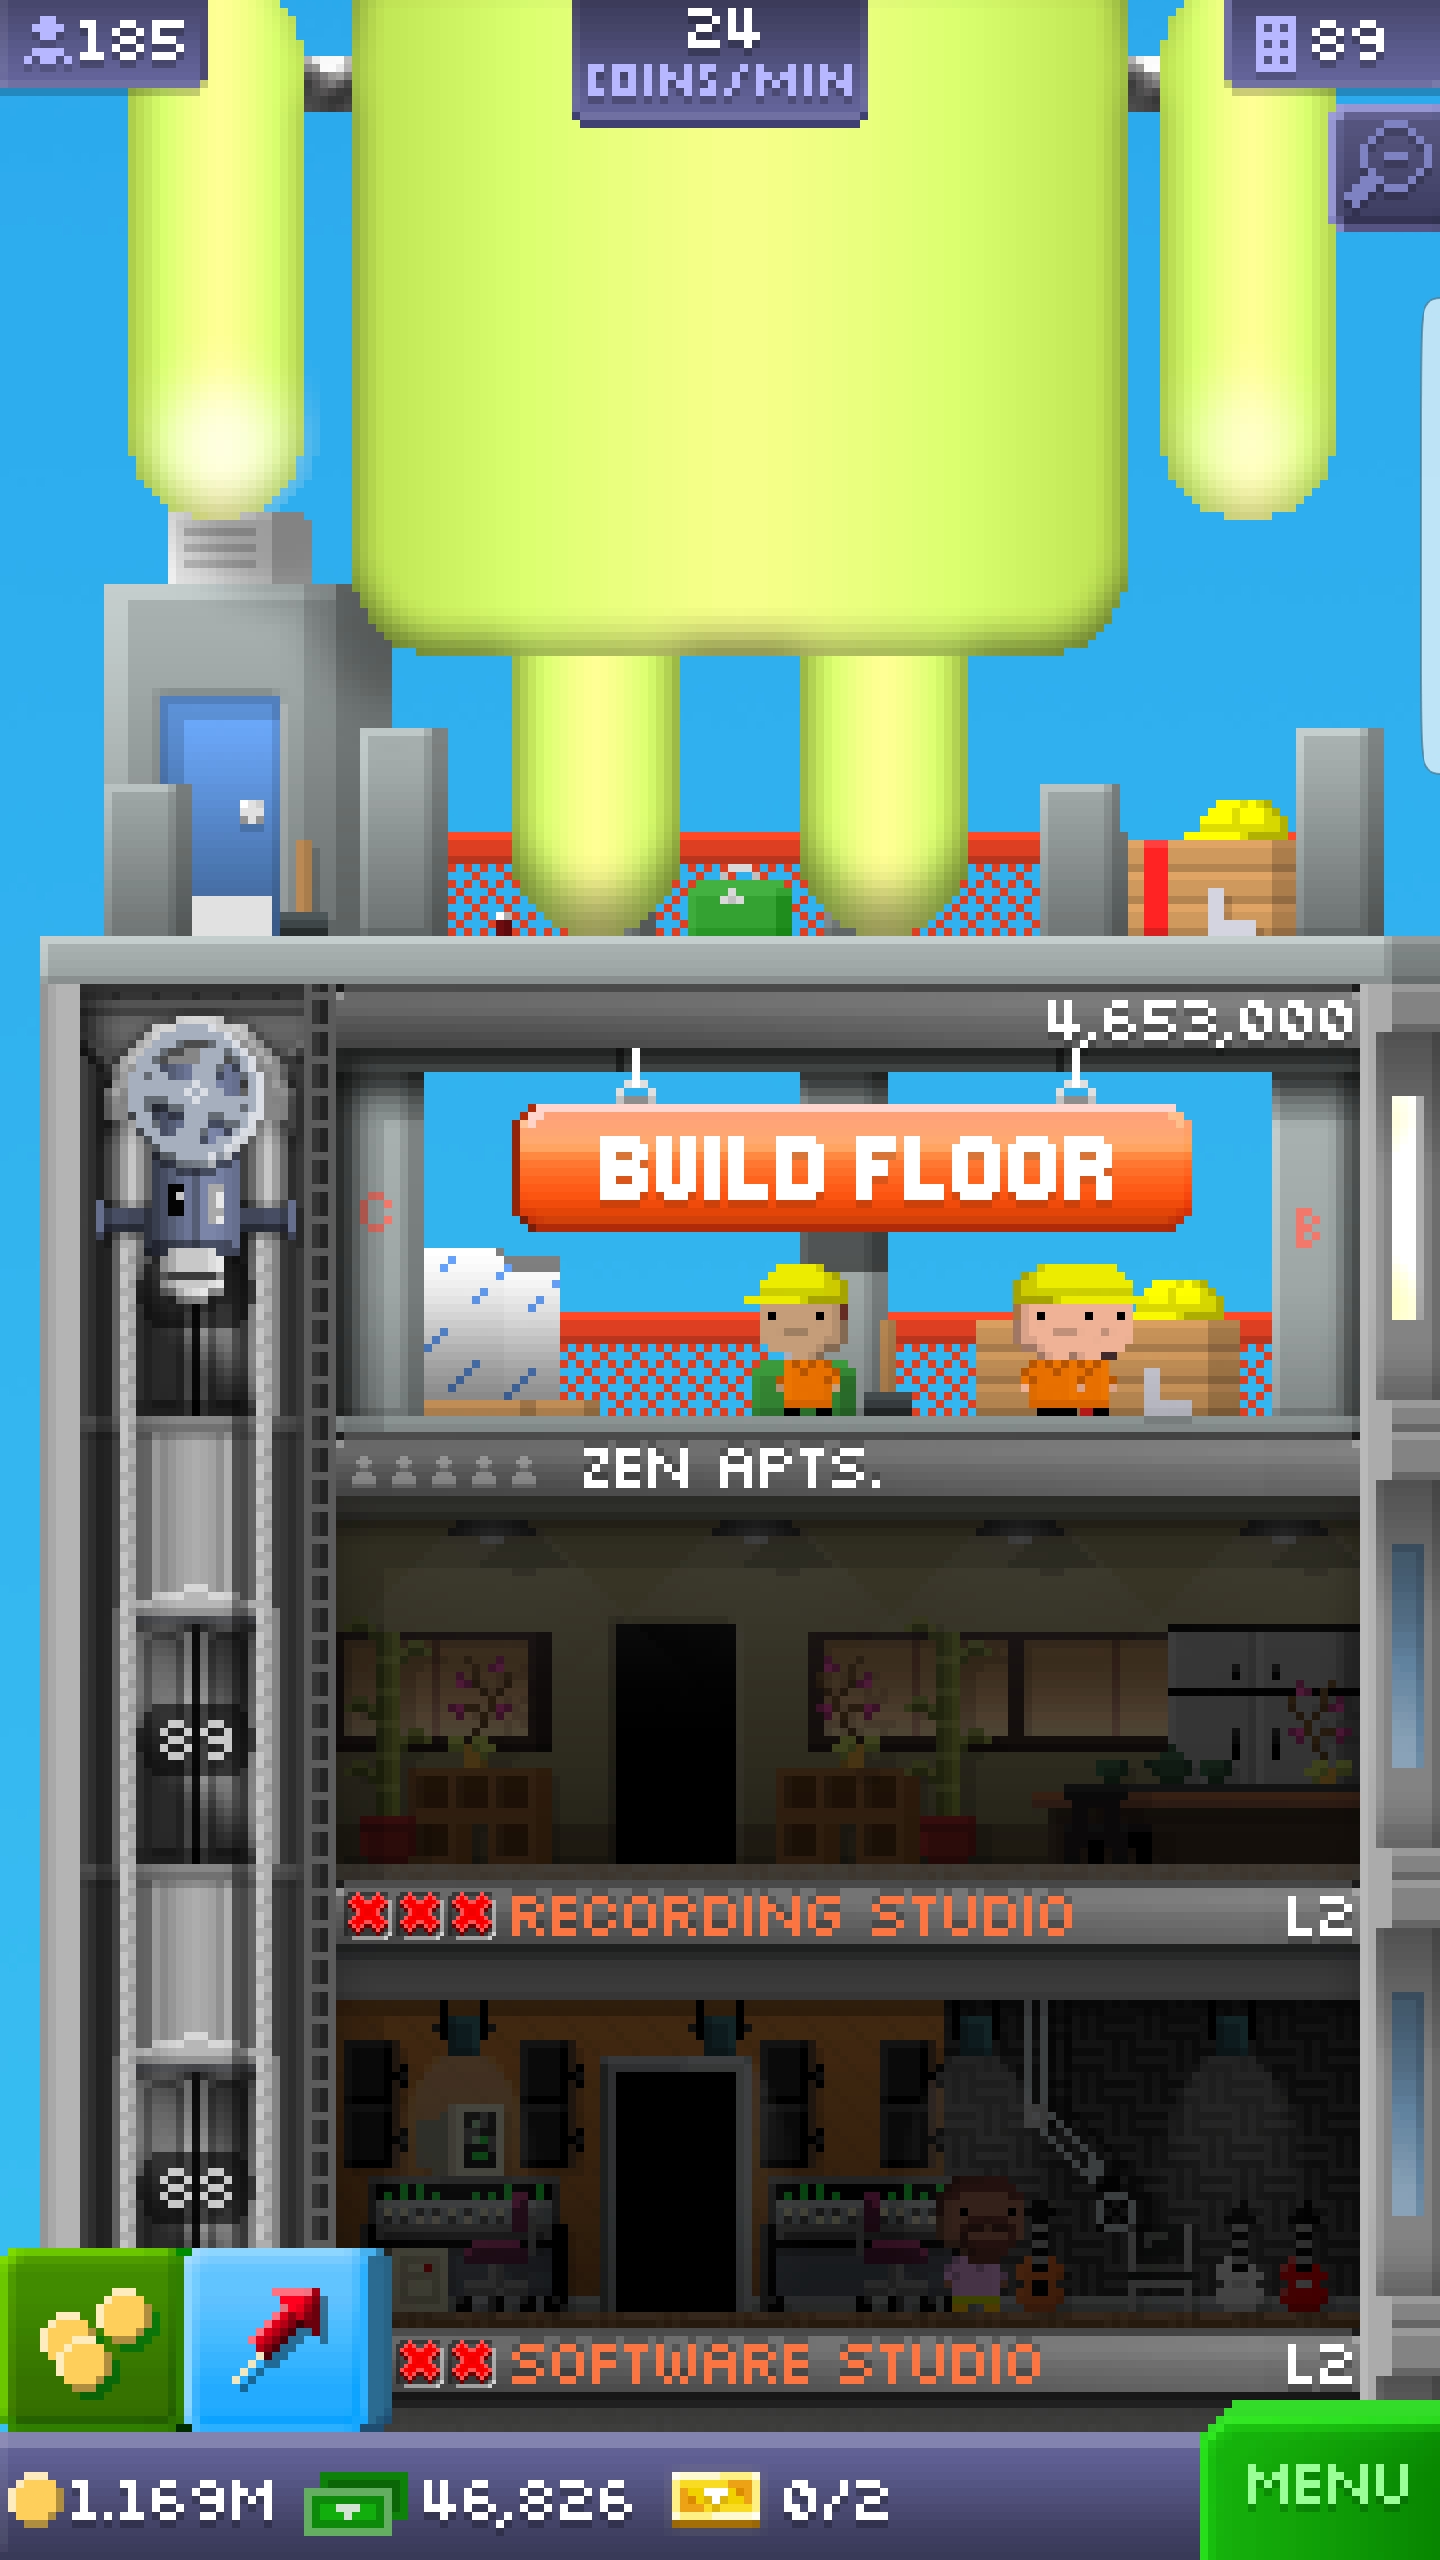 185
24
COINS/MIN
89
4,653,000
BUILD FLOOR
C
B
ZEN APTS.
89
RECORDING STUDIO L2
88
SOFTWARE STUDIO L2
1.169M 46,826 0/2
MENU